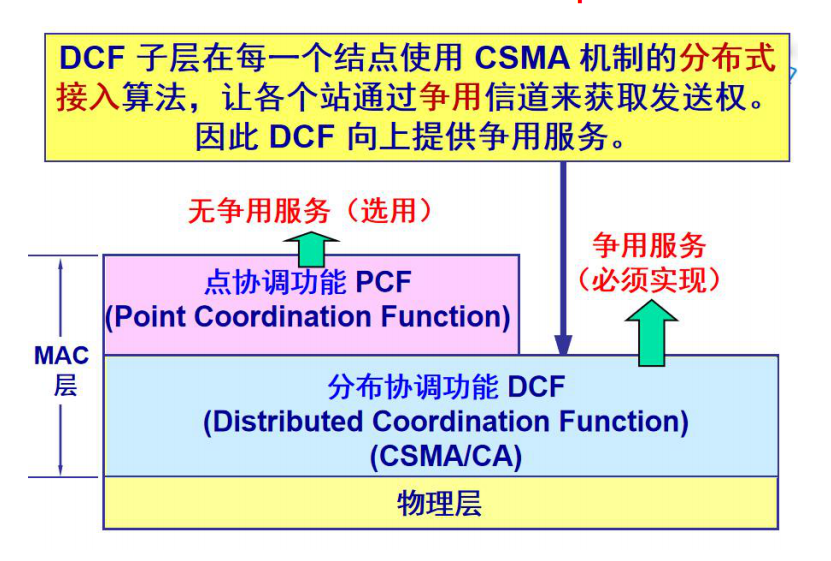 DCF 子层在每一个结点使用 CSMA 机制的分布式
接入算法，让各个站通过争用信道来获取发送权。
因此 DCF 向上提供争用服务。
无争用服务（选用）
争用服务
（必须实现）
点协调功能 PCF
(Point Coordination Function)
MAC
层
分布协调功能 DCF
(Distributed Coordination Function)
(CSMA/CA)
物理层